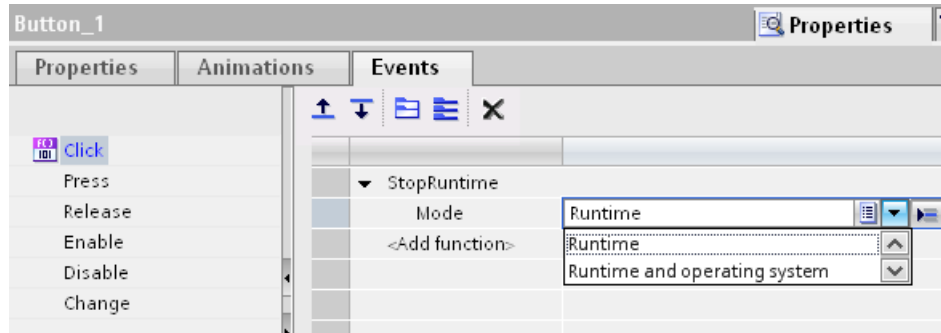 Button_1
Properties
Properties
Animations
Events
Click
Press
Release
Enable
Disable
Change
StopRuntime
Mode
Runtime
<Add function>
Runtime
Runtime and operating system